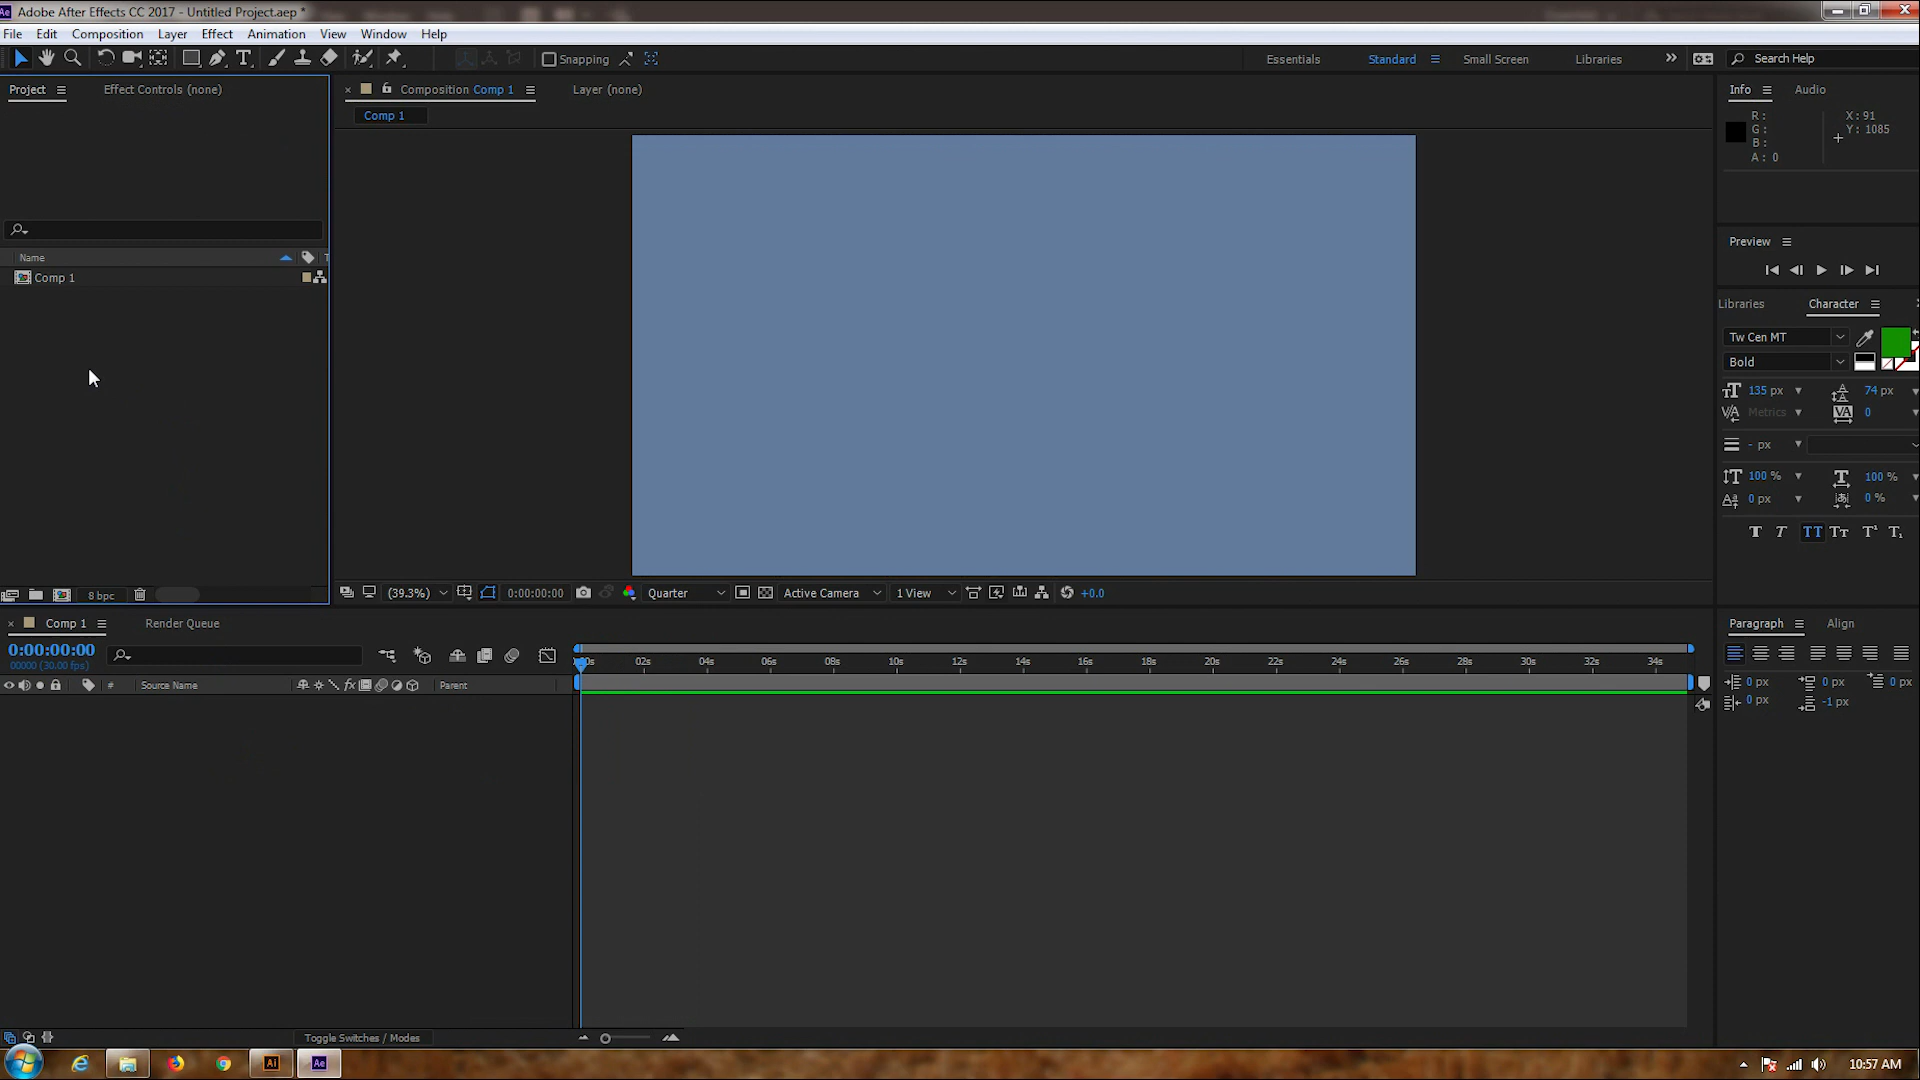 Adobe After Effects CC 2017 - Untitled Project.aep *
File Edit Composition Layer Effect Animation View Window Help
Snapping
Essentials Standard Small Screen Libraries
Search Help
Project Effect Controls (none)
Composition Comp 1 Layer (none)
Info Audio
Comp 1
R :
G :
B :
A : 0
X : 91
Y : 1085
Preview
Name
Comp 1
Libraries Character
Tw Cen MT
Bold
135 px 74 px
Metrics 0
- px
100 % 100 %
0 px 0 %
8 bpc
(39.3%) 0:00:00:00 Quarter Active Camera 1 View +0.0
Comp 1 Render Queue
Paragraph Align
0:00:00:00
00000 (30.00 fps)
00s 02s 04s 06s 08s 10s 12s 14s 16s 18s 20s 22s 24s 26s 28s 30s 32s 34s
# Source Name Parent
0 px 0 px 0 px
0 px -1 px
Toggle Switches / Modes
Ai Ae
10:57 AM